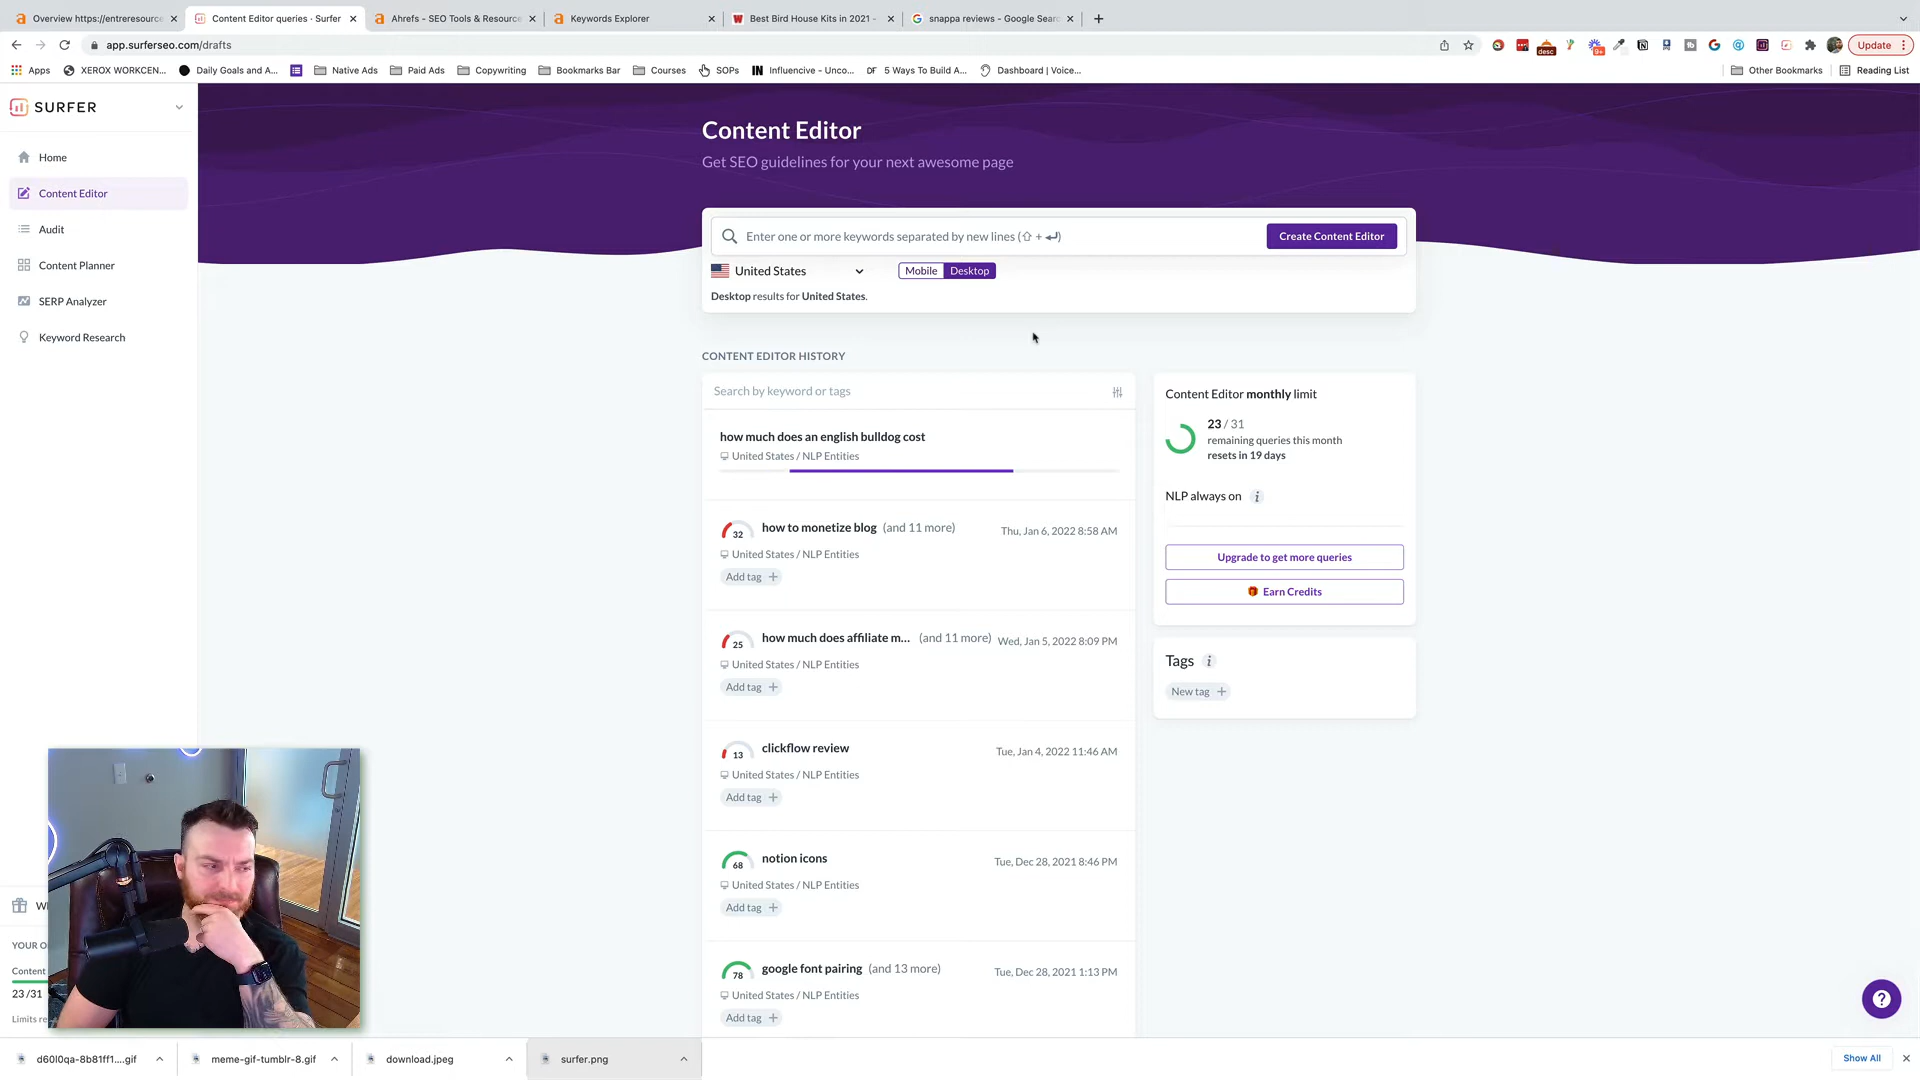 Overview https://entreresource
Content Editor queries · Surfer
Ahrefs - SEO Tools & Resource
Keywords Explorer
Best Bird House Kits in 2021 -
snappa reviews - Google Sear
app.surferseo.com/drafts
Update
Apps
XEROX WORKCEN...
Daily Goals and A...
Native Ads
Paid Ads
Copywriting
Bookmarks Bar
Courses
SOPs
Influencive - Unco...
DF 5 Ways To Build A...
Dashboard | Voice...
Other Bookmarks
Reading List
SURFER
Home
Content Editor
Audit
Content Planner
SERP Analyzer
Keyword Research
Content Editor
Get SEO guidelines for your next awesome page
Enter one or more keywords separated by new lines (⇧ + ↵)
Create Content Editor
United States
Mobile
Desktop
Desktop results for United States.
CONTENT EDITOR HISTORY
Search by keyword or tags
how much does an english bulldog cost
United States / NLP Entities
32
how to monetize blog (and 11 more)
Thu, Jan 6, 2022 8:58 AM
United States / NLP Entities
Add tag +
25
how much does affiliate m... (and 11 more)
Wed, Jan 5, 2022 8:09 PM
United States / NLP Entities
Add tag +
13
clickflow review
Tue, Jan 4, 2022 11:46 AM
United States / NLP Entities
Add tag +
68
notion icons
Tue, Dec 28, 2021 8:46 PM
United States / NLP Entities
Add tag +
78
google font pairing (and 13 more)
Tue, Dec 28, 2021 1:13 PM
United States / NLP Entities
Add tag +
Content Editor monthly limit
23 / 31
remaining queries this month
resets in 19 days
NLP always on i
Upgrade to get more queries
Earn Credits
Tags i
New tag +
YOUR O
Content
23 /31
Limits re
d60l0qa-8b81ff1....gif
meme-gif-tumblr-8.gif
download.jpeg
surfer.png
Show All